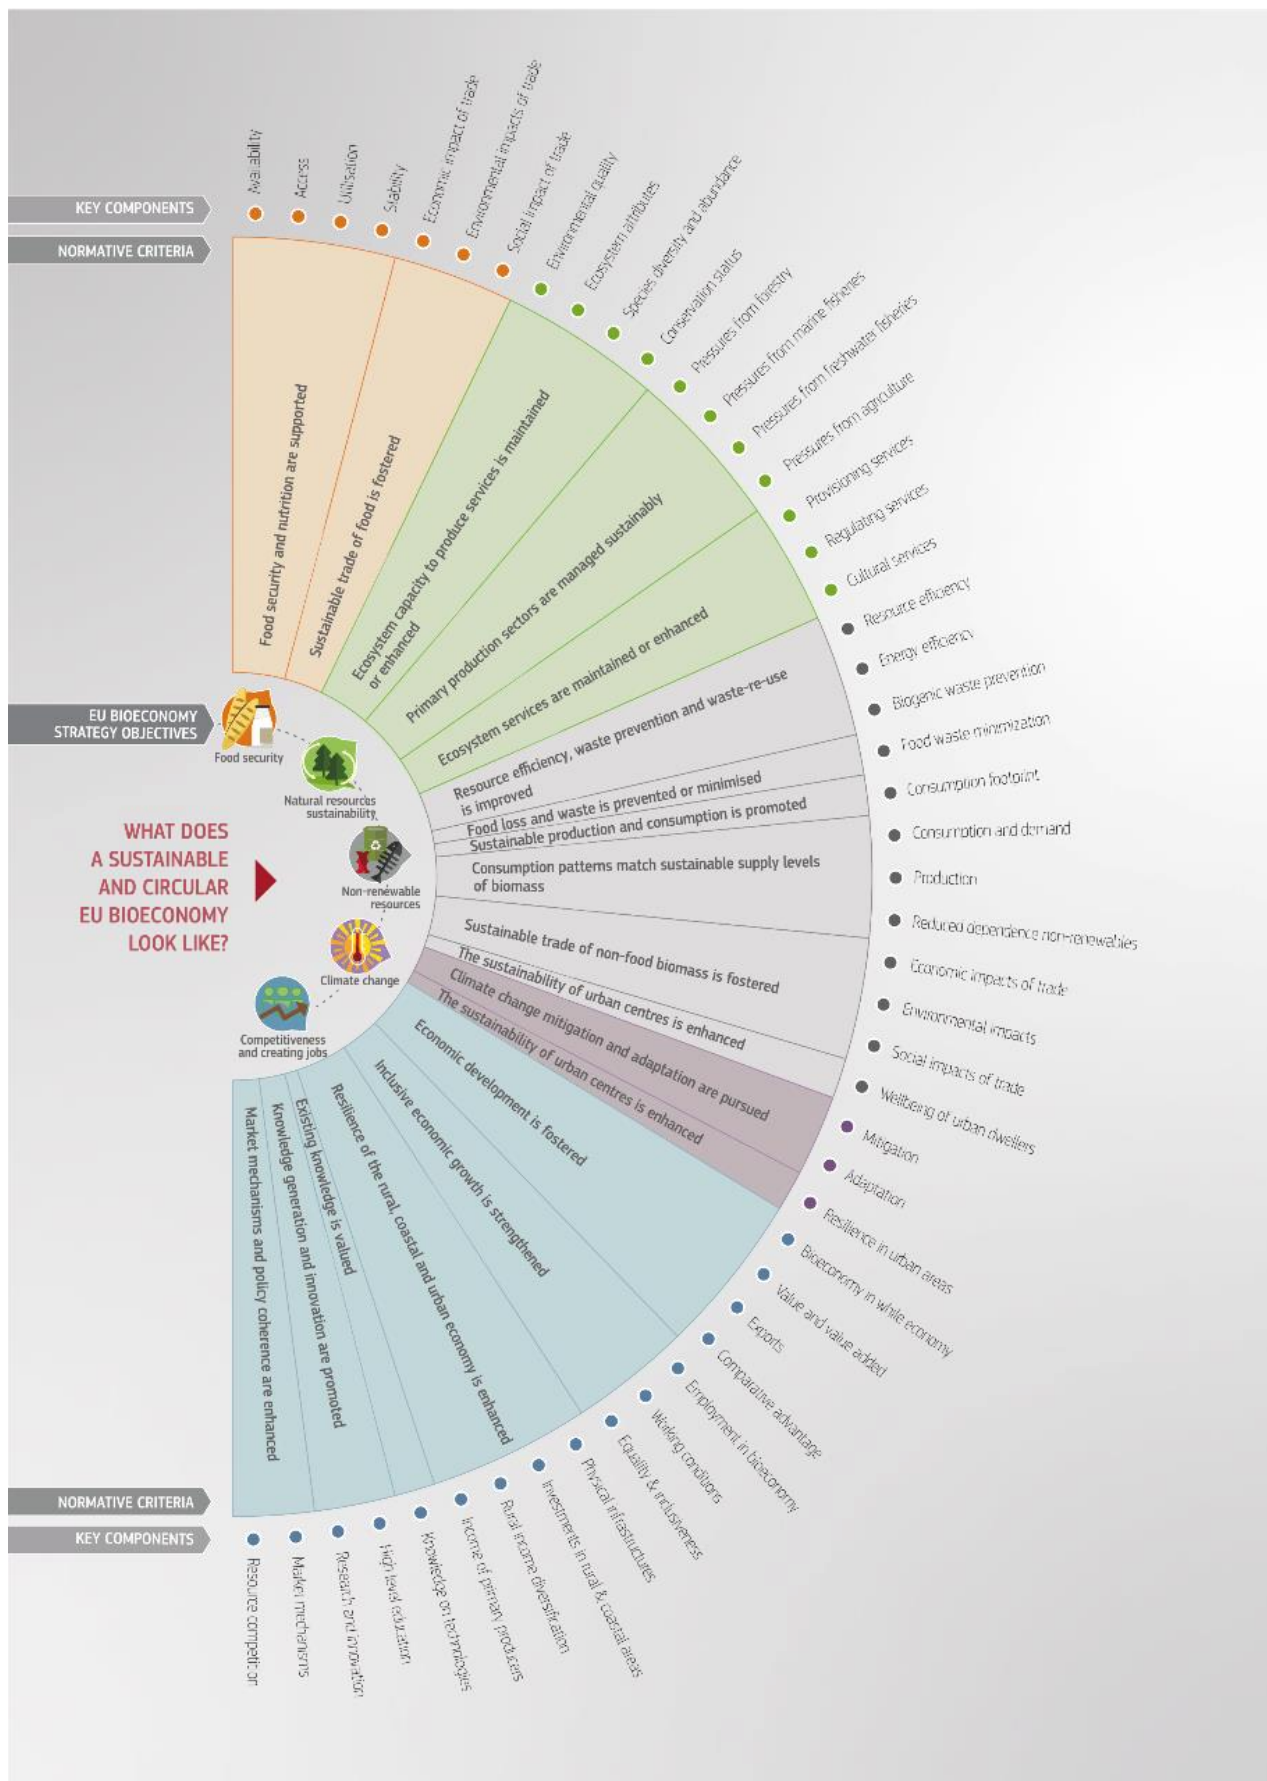 KEY COMPONENTS
NORMATIVE CRITERIA
Availability
Access
Utilisation
Stability
Economic impact of trade
Environmental impacts of trade
Social impact of trade
Environmental quality
Ecosystem attributes
Species diversity and abundance
Conservation status
Pressures from forestry
Pressures from marine fisheries
Pressures from freshwater fisheries
Pressures from agriculture
Provisioning services
Regulating services
Cultural services
Resource efficiency
Energy efficiency
Biogenic waste prevention
Food waste minimization
Consumption footprint
Consumption and demand
Production
Reduced dependence non-renewables
Economic impacts of trade
Environmental impacts
Social impacts of trade
Wellbeing of urban dwellers
Mitigation
Adaptation
Resilience in urban areas
Bioeconomy in while economy
Value and value added
Exports
Comparative advantage
Employment in bioeconomy
Working conditions
Equality & inclusiveness
Physical infrastructures
Investments in rural & coastal areas
Rural income diversification
Income of primary producers
Knowledge on technologies
High level education
Research and innovation
Market mechanisms
Resource competition
Food security and nutrition are supported
Sustainable trade of food is fostered
Ecosystem capacity to produce services is maintained
or enhanced
Primary production sectors are managed sustainably
Ecosystem services are maintained or enhanced
Resource efficiency, waste prevention and waste-re-use
is improved
Food loss and waste is prevented or minimised
Sustainable production and consumption is promoted
Consumption patterns match sustainable supply levels
of biomass
Sustainable trade of non-food biomass is fostered
The sustainability of urban centres is enhanced
Climate change mitigation and adaptation are pursued
The sustainability of urban centres is enhanced
Economic development is fostered
Inclusive economic growth is strengthened
Resilience of the rural, coastal and urban economy is enhanced
Existing knowledge is valued
Knowledge generation and innovation are promoted
Market mechanisms and policy coherence are enhanced
EU BIOECONOMY
STRATEGY OBJECTIVES
Food security
Natural resources
sustainability
Non-renewable
resources
Climate change
Competitiveness
and creating jobs
WHAT DOES
A SUSTAINABLE
AND CIRCULAR
EU BIOECONOMY
LOOK LIKE?
NORMATIVE CRITERIA
KEY COMPONENTS